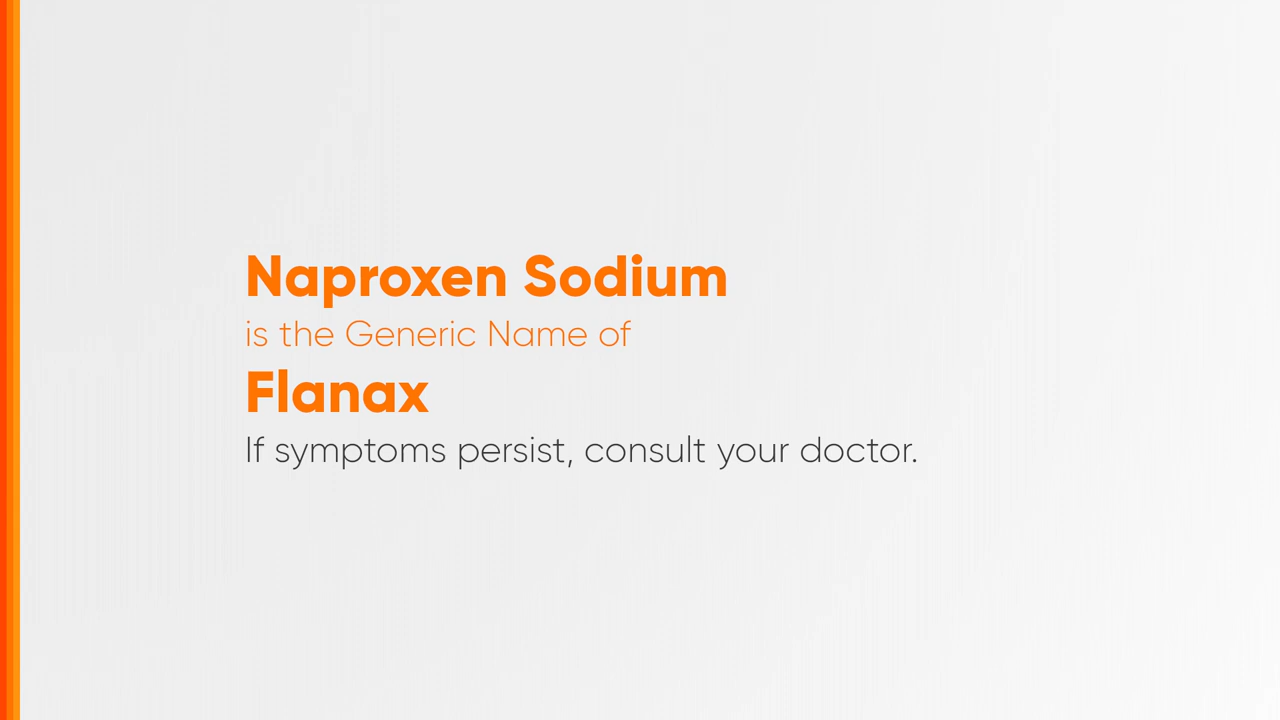 Naproxen Sodium
is the Generic Name of
Flanax
If symptoms persist, consult your doctor.